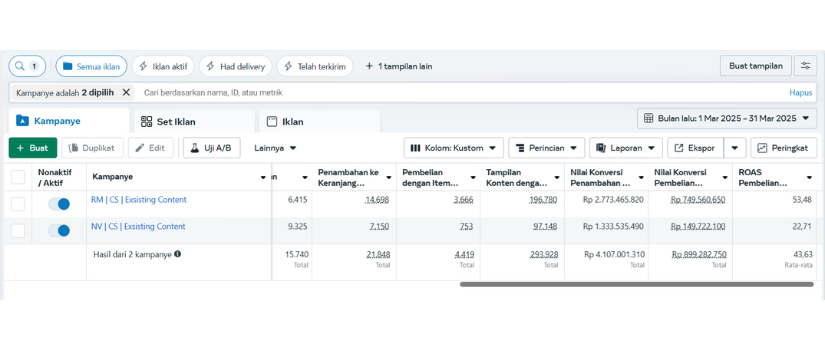 1 Semua iklan Iklan aktif Had delivery Telah terkirim + 1 tampilan lain Buat tampilan
Kampanye adalah 2 dipilih X Cari berdasarkan nama, ID, atau metrik Hapus
Kampanye Set Iklan Iklan Bulan lalu: 1 Mar 2025 – 31 Mar 2025
+ Buat Duplikat Edit Uji A/B Lainnya Kolom: Kustom Perincian Laporan Ekspor Peringkat
Nonaktif / Aktif Kampanye Penambahan ke Keranjang... Pembelian dengan Item... Tampilan Konten denga... Nilai Konversi Penambahan ... Nilai Konversi Pembelian... ROAS Pembelian...
RM | CS | Exsisting Content 6.415 14.698 3.666 196.780 Rp 2.773.465.820 Rp 749.560.650 53,48
NV | CS | Exsisting Content 9.325 7.150 753 97.148 Rp 1.333.535.490 Rp 149.722.100 22,71
Hasil dari 2 kampanye 15.740 21.848 4.419 293.928 Rp 4.107.001.310 Rp 899.282.750 43,63
Total Total Total Total Total Total Rata-rata